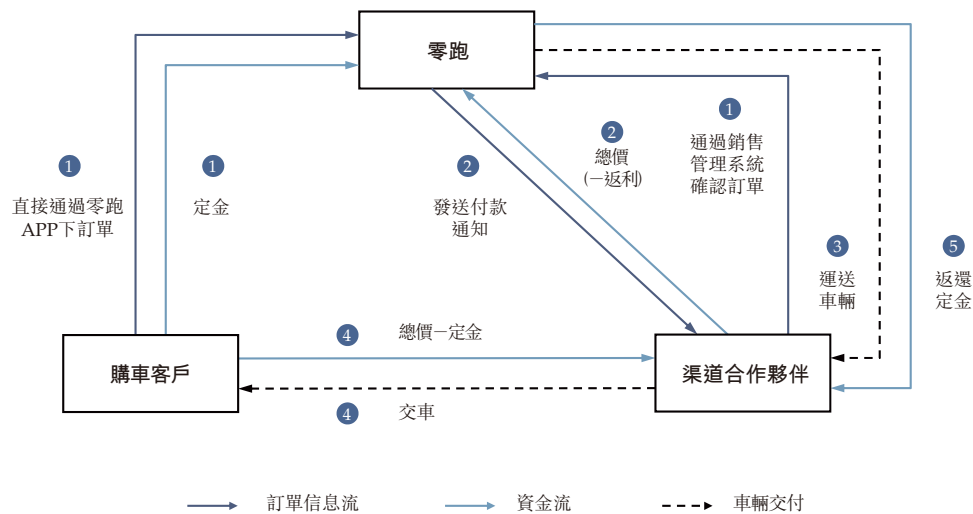 零跑
1
直接通過零跑
APP下訂單
1
定金
2
發送付款
通知
2
總價
(－返利)
1
通過銷售
管理系統
確認訂單
3
運送
車輛
5
返還
定金
購車客戶
4
總價－定金
4
交車
渠道合作夥伴
訂單信息流
資金流
車輛交付